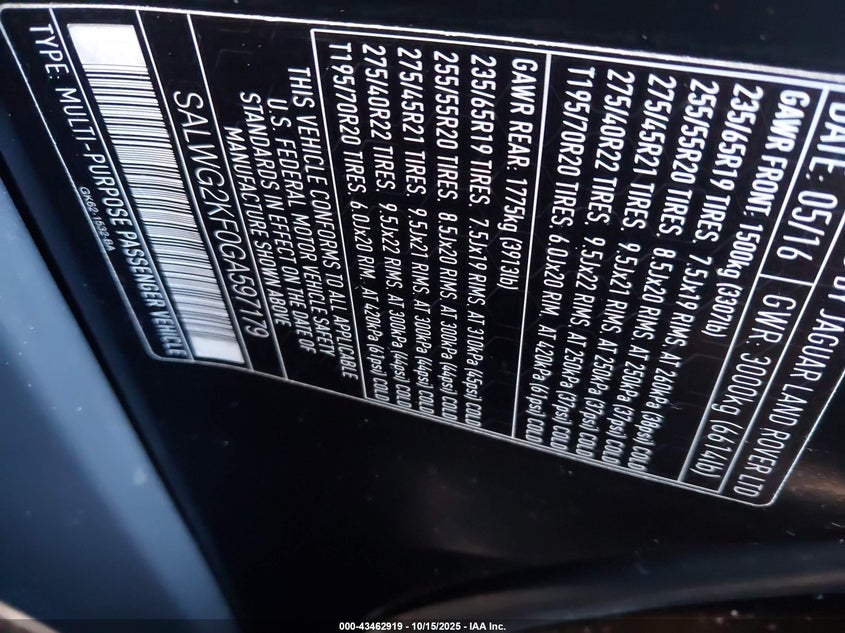 D BY JAGUAR LAND ROVER LTD
DATE: 05/16 GWR: 3000kg (6614lb)
GAWR FRONT: 1500kg (3307lb)
235/65R19 TIRES. 7.5Jx19 RIMS AT 260kPa (38psi) COLD
255/55R20 TIRES. 8.5Jx20 RIMS AT 250kPa (37psi) COLD
275/45R21 TIRES. 9.5Jx21 RIMS AT 250kPa (37psi) COLD
275/40R22 TIRES. 9.5Jx22 RIMS AT 250kPa (37psi) COLD
T195/70R20 TIRES. 6.0Jx20 RIM. AT 420kPa (61psi) COLD
GAWR REAR: 1775kg (3913lb)
235/65R19 TIRES. 7.5Jx19 RIMS AT 310kPa (45psi) COLD
255/55R20 TIRES. 8.5Jx20 RIMS AT 300kPa (44psi) COLD
275/45R21 TIRES. 9.5Jx21 RIMS AT 300kPa (44psi) COLD
275/40R22 TIRES. 9.5Jx22 RIMS AT 300kPa (44psi) COLD
T195/70R20 TIRES. 6.0Jx20 RIM. AT 420kPa (61psi) COLD
THIS VEHICLE CONFORMS TO ALL APPLICABLE
U.S. FEDERAL MOTOR VEHICLE SAFETY
STANDARDS IN EFFECT ON THE DATE OF
MANUFACTURE SHOWN ABOVE
SALWG2KF0GA597179
TYPE: MULTI-PURPOSE PASSENGER VEHICLE
GK62-1532-BA
000-43462919 - 10/15/2025 - IAA Inc.